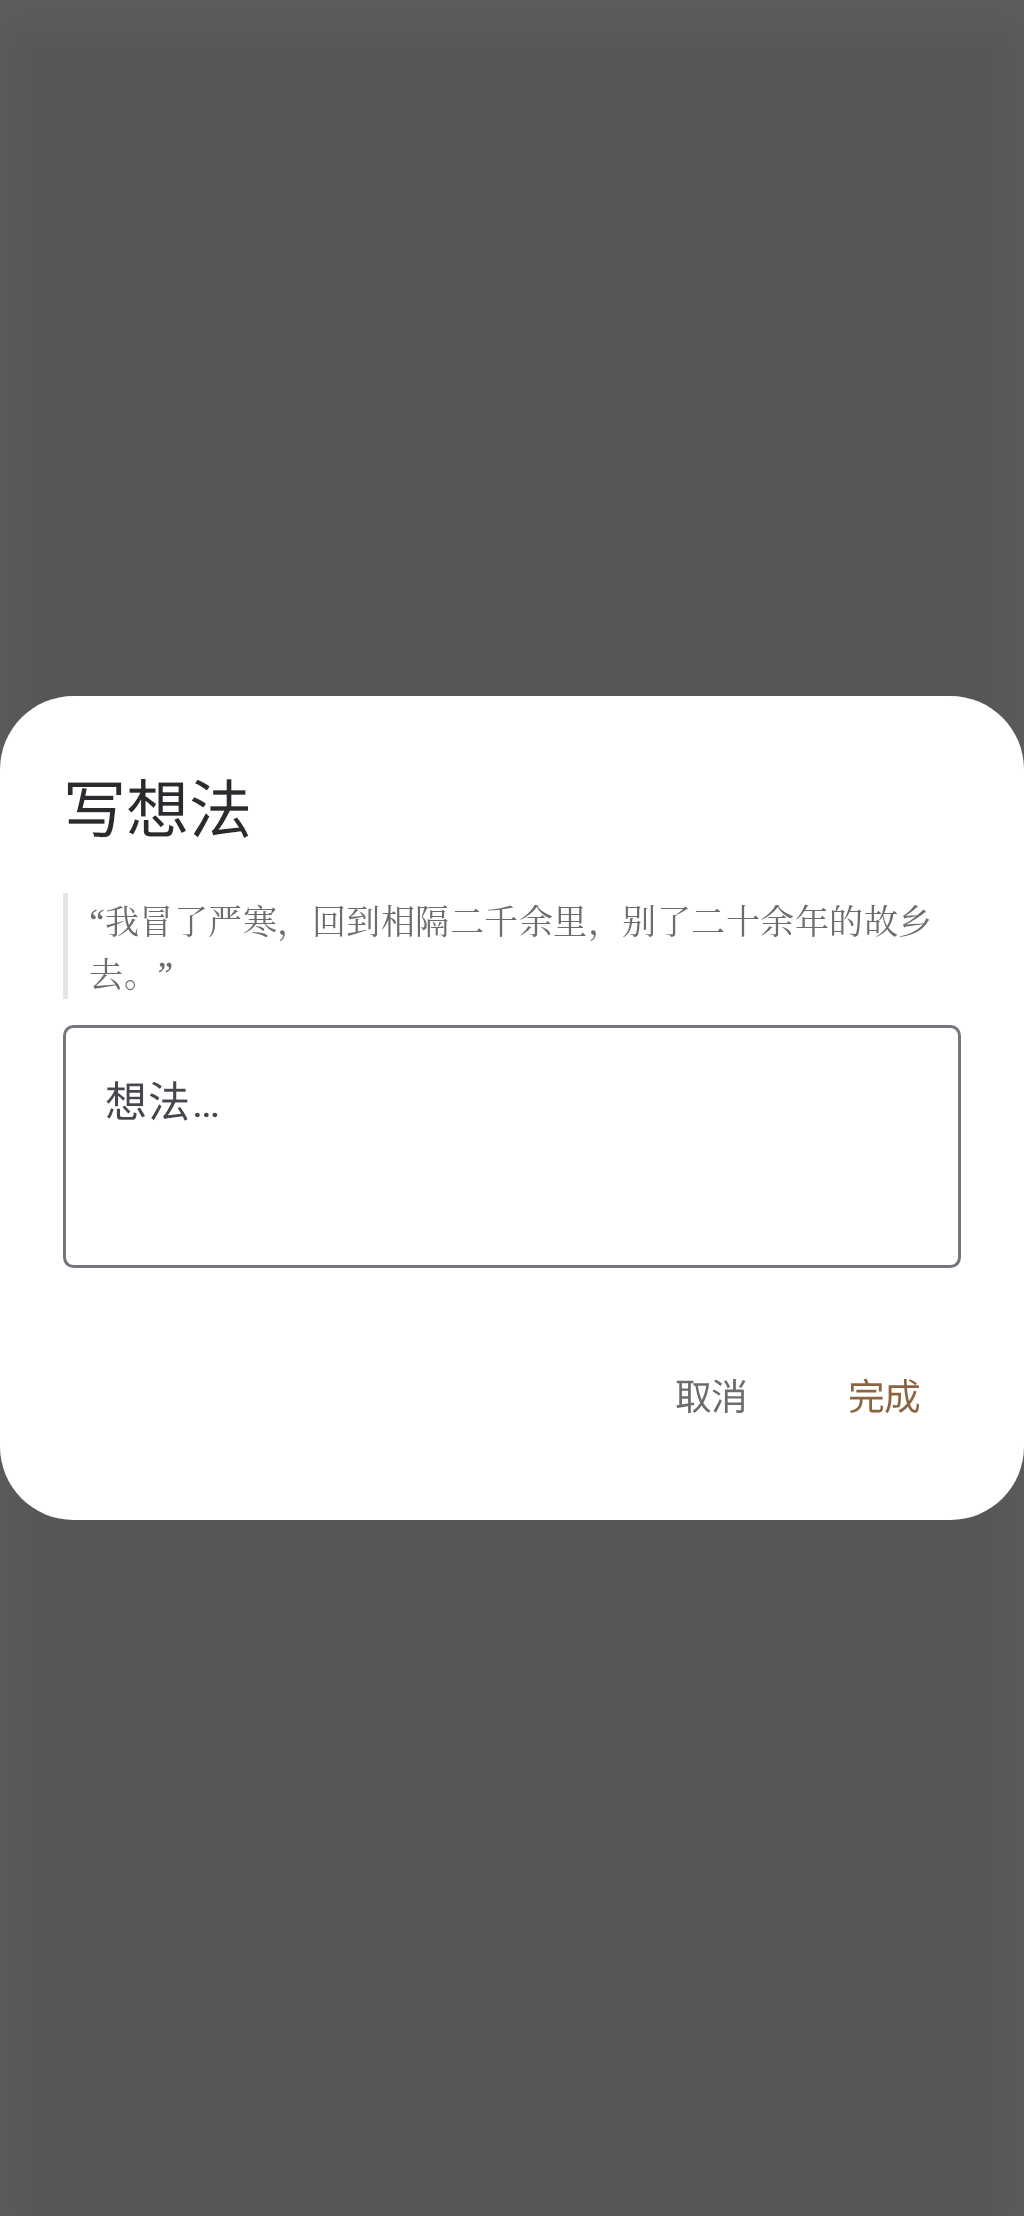 写想法
“我冒了严寒，回到相隔二千余里，别了二十余年的故乡
去。”
想法...
取消
完成